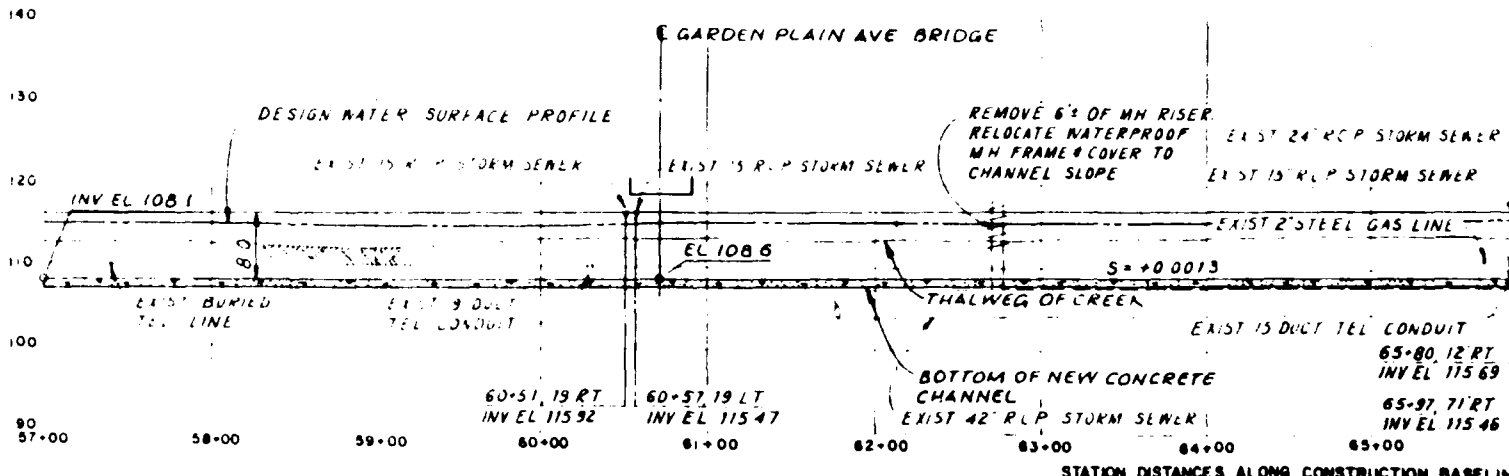 140
℄ GARDEN PLAIN AVE BRIDGE
130
DESIGN WATER SURFACE PROFILE
REMOVE 6'± OF MH RISER
RELOCATE WATERPROOF
MH FRAME & COVER TO
CHANNEL SLOPE
EXIST 24" RCP STORM SEWER
EXIST 15" RCP STORM SEWER
EXIST 15" RCP STORM SEWER
EXIST 15" RCP STORM SEWER
120
INV EL 108.1
EXIST 2" STEEL GAS LINE
8.0
110
EL 108.6
S = +0.0013
EXIST BURIED
TEL LINE
EXIST 9 DUCT
TEL CONDUIT
THALWEG OF CREEK
EXIST 15 DUCT TEL CONDUIT
100
65+80, 12' RT
INV EL 115.69
60+51, 19' RT
INV EL 115.92
60+57, 19' LT
INV EL 115.47
BOTTOM OF NEW CONCRETE
CHANNEL
EXIST 42" RCP STORM SEWER
65+97, 71' RT
INV EL 115.46
90
57+00 58+00 59+00 60+00 61+00 62+00 63+00 64+00 65+00
STATION DISTANCES ALONG CONSTRUCTION BASELIN